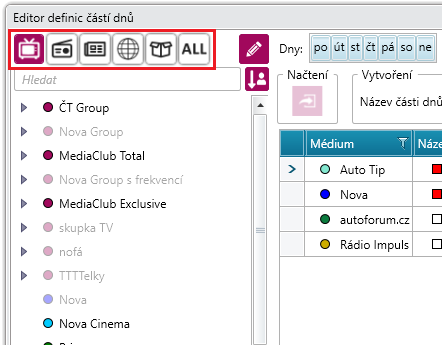 Editor definic částí dnů
ALL
Hledat
ČT Group
Nova Group
MediaClub Total
Nova Group s frekvencí
MediaClub Exclusive
skupka TV
nofá
TTTTelky
Nova
Nova Cinema
Dny: po út st čt pá so ne
Načtení
Vytvoření
Název části dnů
Médium Náze
Auto Tip
Nova
autoforum.cz
Rádio Impuls